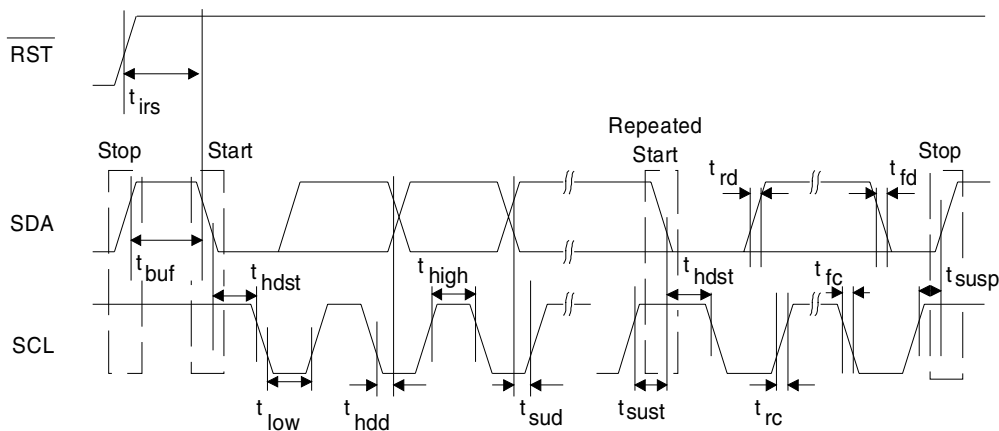 RST
t irs
Repeated
Stop Start Start Stop
t rd t fd
SDA
t buf t hdst t high t hdst t fc t susp
SCL
t low t hdd t sud t sust t rc